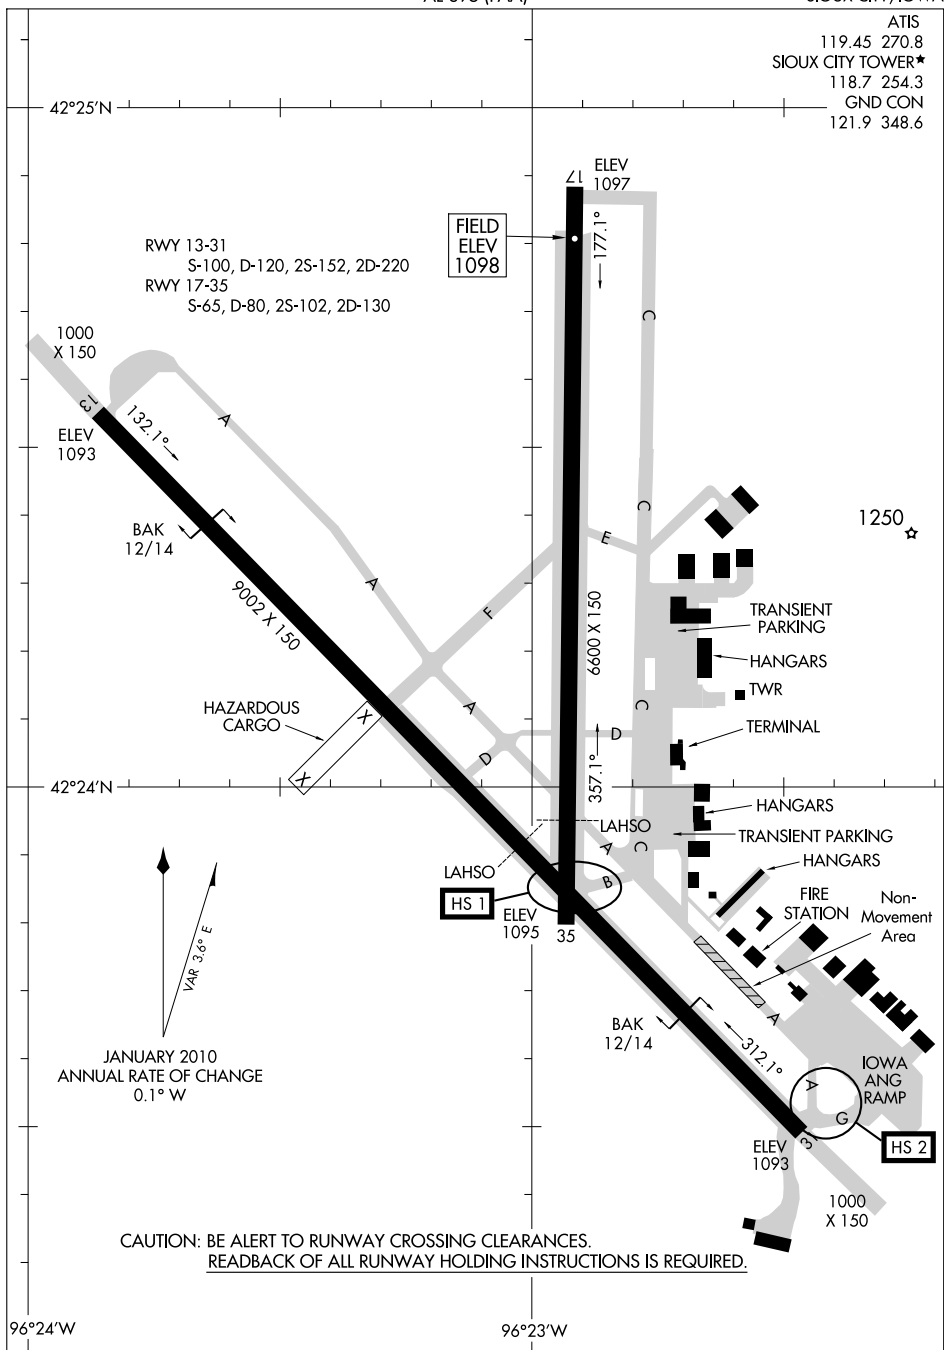 ATIS
119.45 270.8
SIOUX CITY TOWER★
118.7 254.3
GND CON
121.9 348.6
42°25'N
ELEV
1097
17
177.1°
FIELD
ELEV
1098
RWY 13-31
S-100, D-120, 2S-152, 2D-220
RWY 17-35
S-65, D-80, 2S-102, 2D-130
C
1000
X 150
13
132.1°
A
ELEV
1093
BAK
12/14
C
E
1250
A
9002 X 150
F
6600 X 150
TRANSIENT
PARKING
HANGARS
TWR
HAZARDOUS
CARGO
X
X
A
C
D
D
TERMINAL
357.1°
42°24'N
HANGARS
LAHSO
TRANSIENT PARKING
A
C
LAHSO
B
HANGARS
HS 1
ELEV
1095
35
FIRE
STATION
Non-
Movement
Area
VAR 3.6° E
JANUARY 2010
ANNUAL RATE OF CHANGE
0.1° W
BAK
12/14
A
312.1°
IOWA
ANG
RAMP
A
G
HS 2
31
ELEV
1093
1000
X 150
CAUTION: BE ALERT TO RUNWAY CROSSING CLEARANCES.
READBACK OF ALL RUNWAY HOLDING INSTRUCTIONS IS REQUIRED.
96°24'W
96°23'W